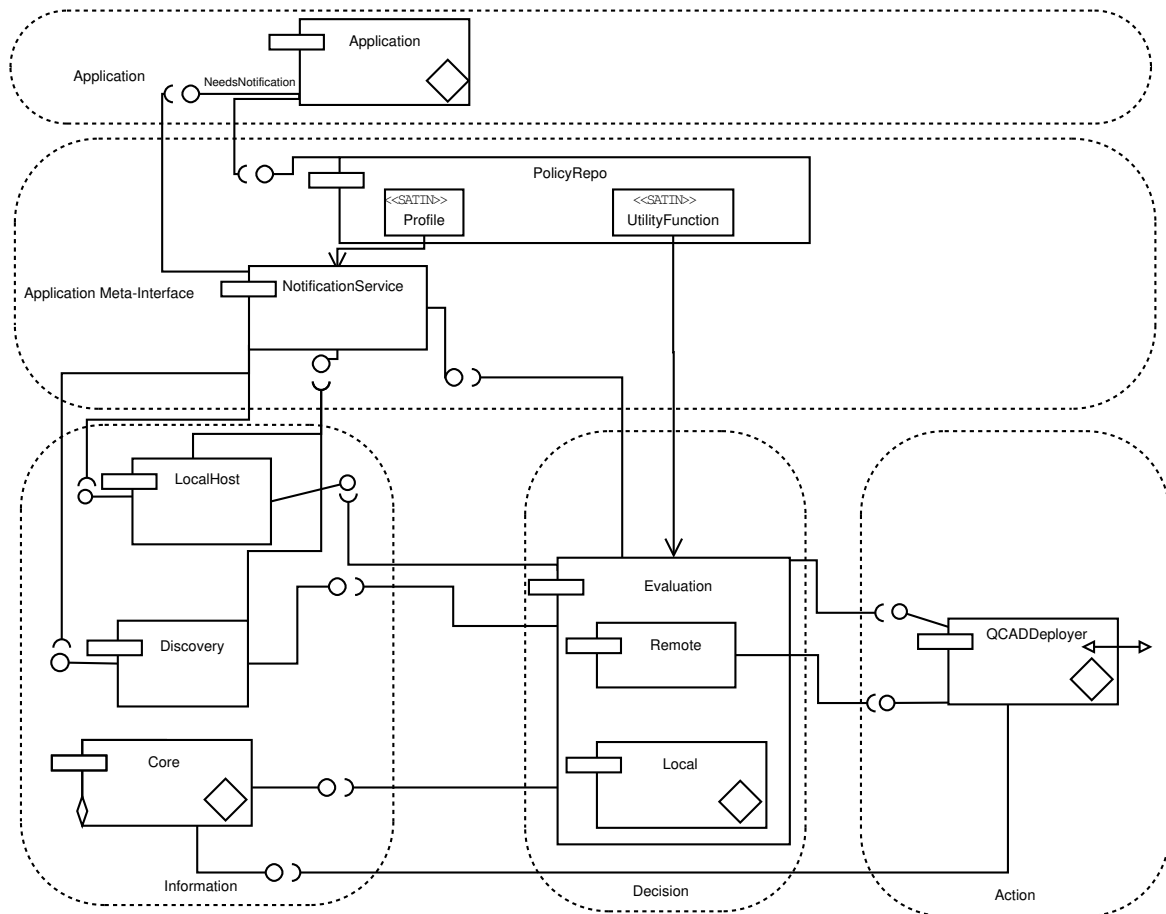 Application
Application
NeedsNotification
PolicyRepo
<<SATIN>>
Profile
<<SATIN>>
UtilityFunction
Application Meta-Interface
NotificationService
LocalHost
Evaluation
Discovery
Remote
QCADDeployer
Core
Local
Information
Decision
Action